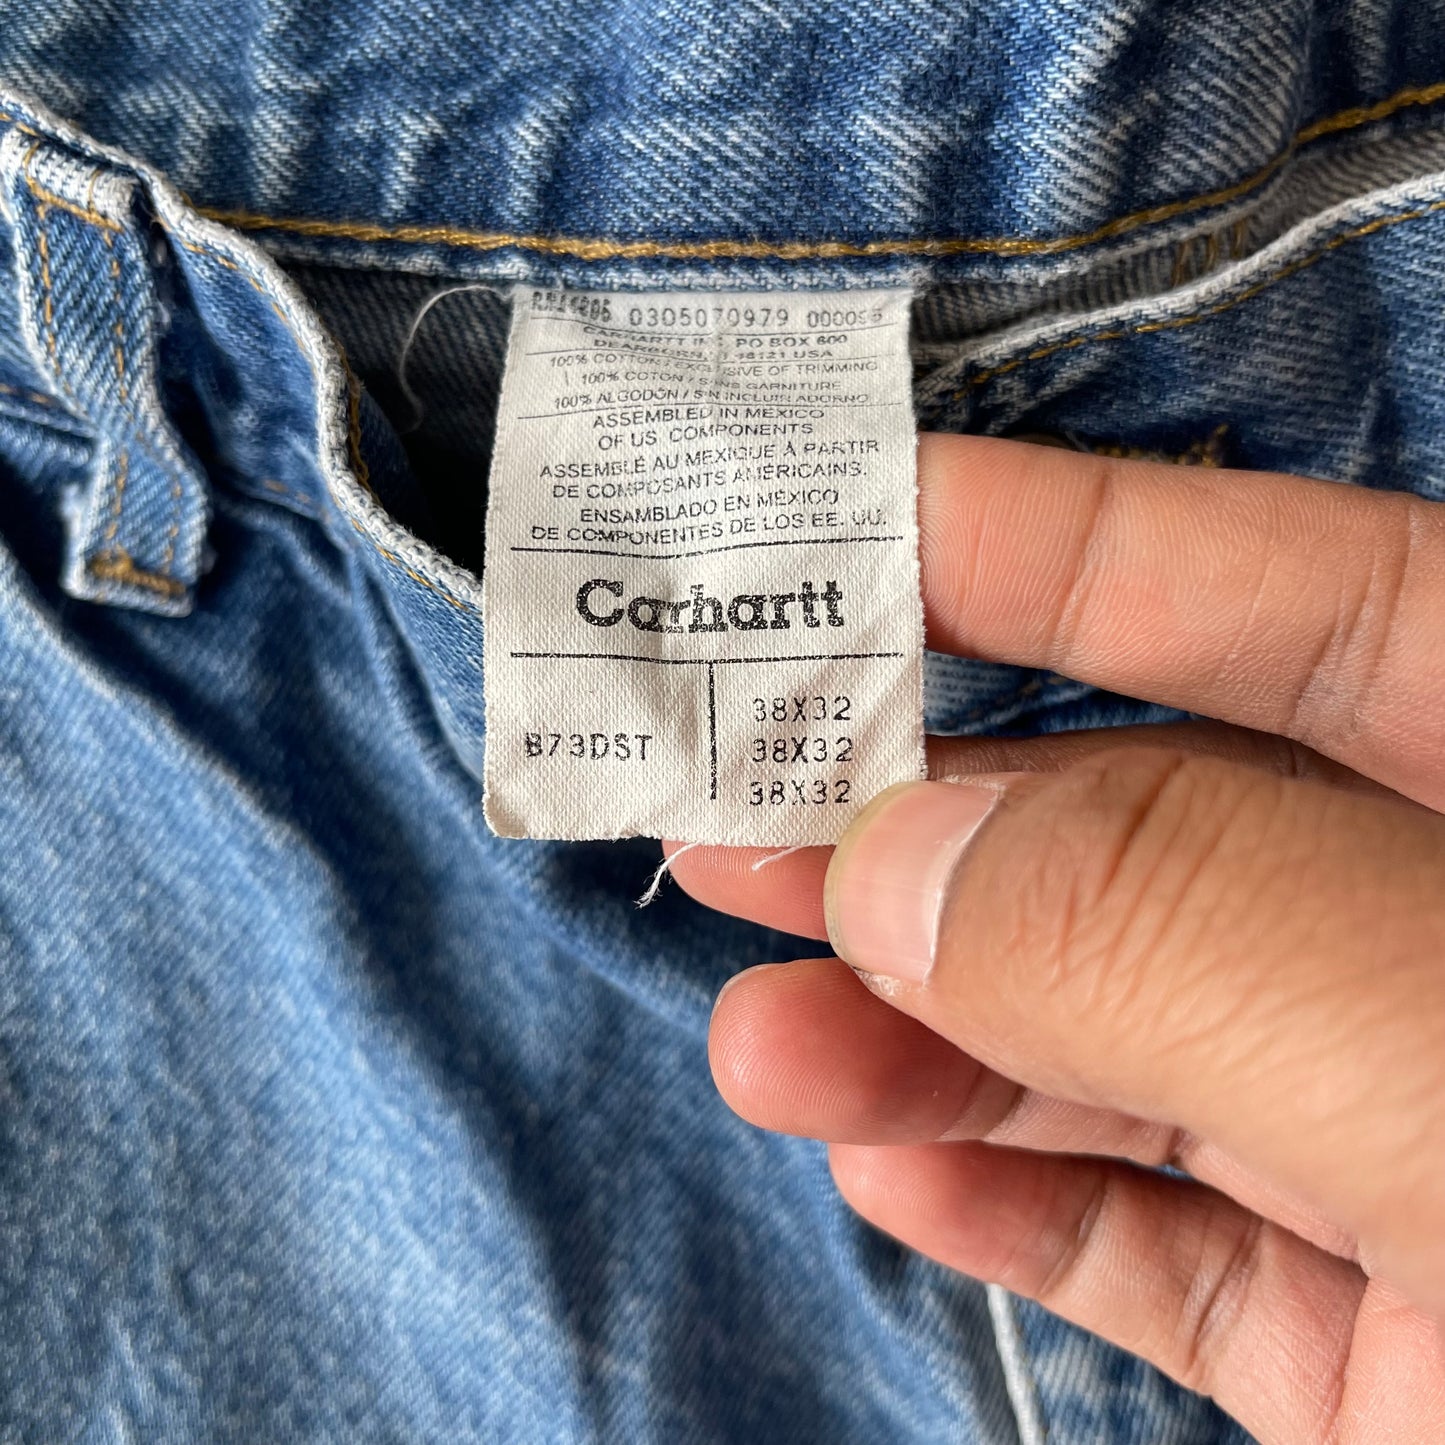 0305070979 000095
CARHARTT INC. PO BOX 600
DEARBORN, 48121 USA
100% COTTON / EXCLUSIVE OF TRIMMING
100% COTON / SANS GARNITURE
100% ALGODÓN / SIN INCLUIR ADORNO
ASSEMBLED IN MEXICO
OF US COMPONENTS
ASSEMBLÉ AU MEXIQUE À PARTIR
DE COMPOSANTS AMÉRICAINS.
ENSAMBLADO EN MÉXICO
DE COMPONENTES DE LOS EE. UU.
Carhartt
B73DST
38X32
38X32
38X32